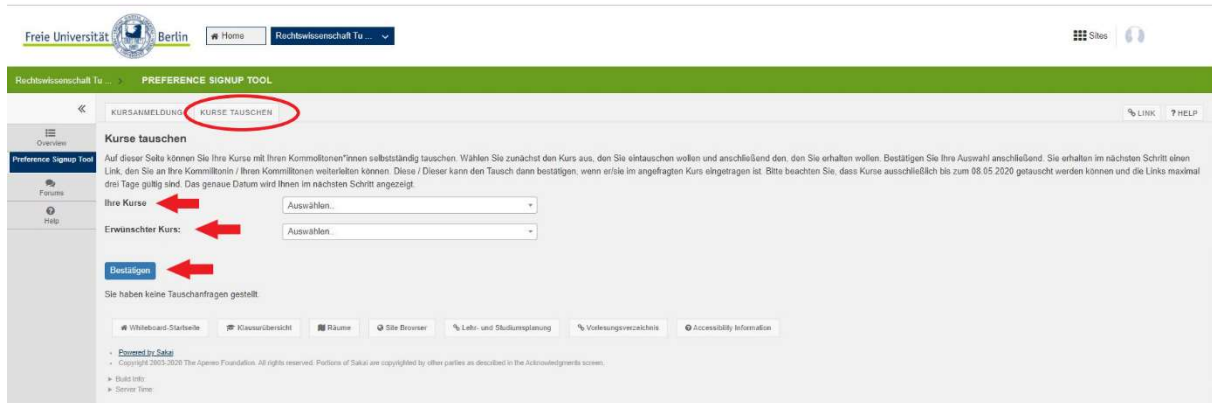 Freie Universität Berlin
Home
Rechtswissenschaft Tu ...
Sites
Rechtswissenschaft Tu ... > PREFERENCE SIGNUP TOOL
«
KURSANMELDUNG
KURSE TAUSCHEN
LINK
? HELP
Overview
Preference Signup Tool
Forums
Help
Kurse tauschen
Auf dieser Seite können Sie Ihre Kurse mit Ihren Kommolitonen*innen selbstständig tauschen. Wählen Sie zunächst den Kurs aus, den Sie eintauschen wollen und anschließend den, den Sie erhalten wollen. Bestätigen Sie Ihre Auswahl anschließend. Sie erhalten im nächsten Schritt einen
Link, den Sie an Ihre Kommilitonin / Ihren Kommilitonen weiterleiten können. Diese / Dieser kann den Tausch dann bestätigen, wenn er/sie im angefragten Kurs eingetragen ist. Bitte beachten Sie, dass Kurse ausschließlich bis zum 08.05.2020 getauscht werden können und die Links maximal
drei Tage gültig sind. Das genaue Datum wird Ihnen im nächsten Schritt angezeigt.
Ihre Kurse
Auswählen..
Erwünschter Kurs:
Auswählen..
Bestätigen
Sie haben keine Tauschanfragen gestellt.
Whiteboard-Startseite
Klausurübersicht
Räume
Site Browser
Lehr- und Studiumsplanung
Vorlesungsverzeichnis
Accessibility Information
Powered by Sakai
Copyright 2003-2020 The Apereo Foundation. All rights reserved. Portions of Sakai are copyrighted by other parties as described in the Acknowledgments screen.
Build Info:
Server Time: